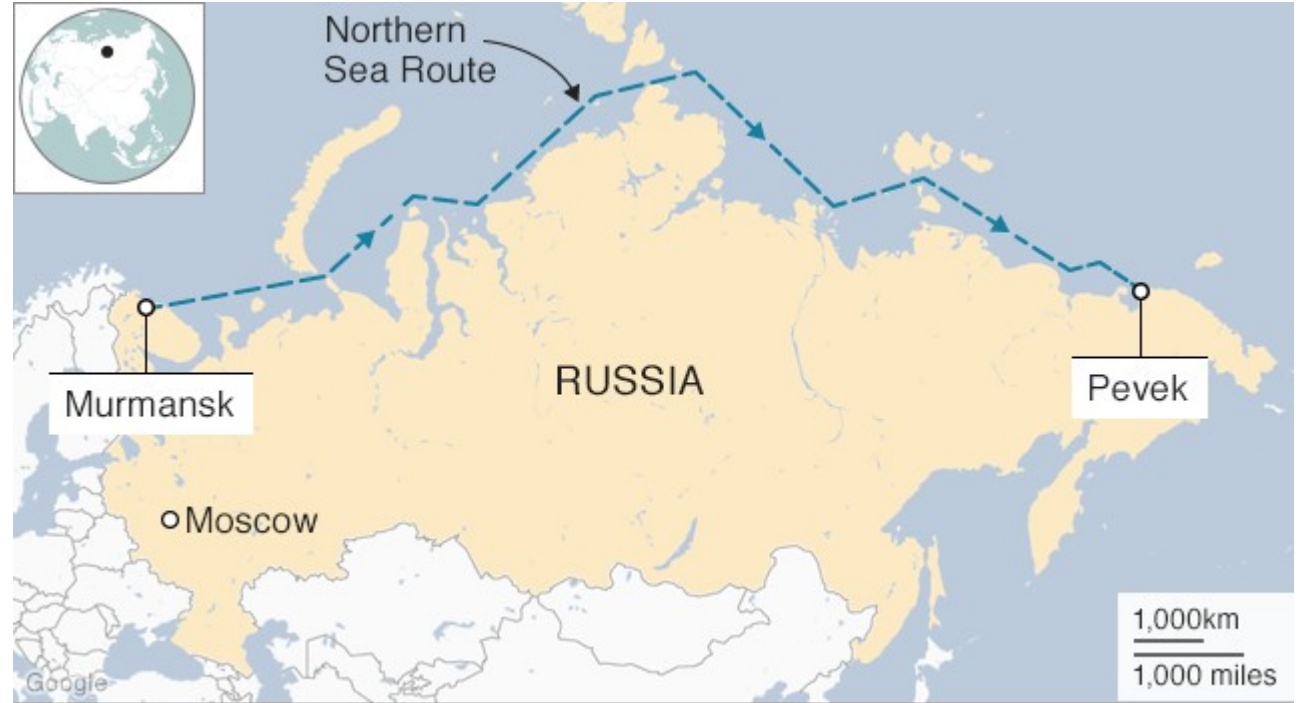 Northern
Sea Route
RUSSIA
Murmansk
Pevek
Moscow
1,000km
1,000 miles
Google